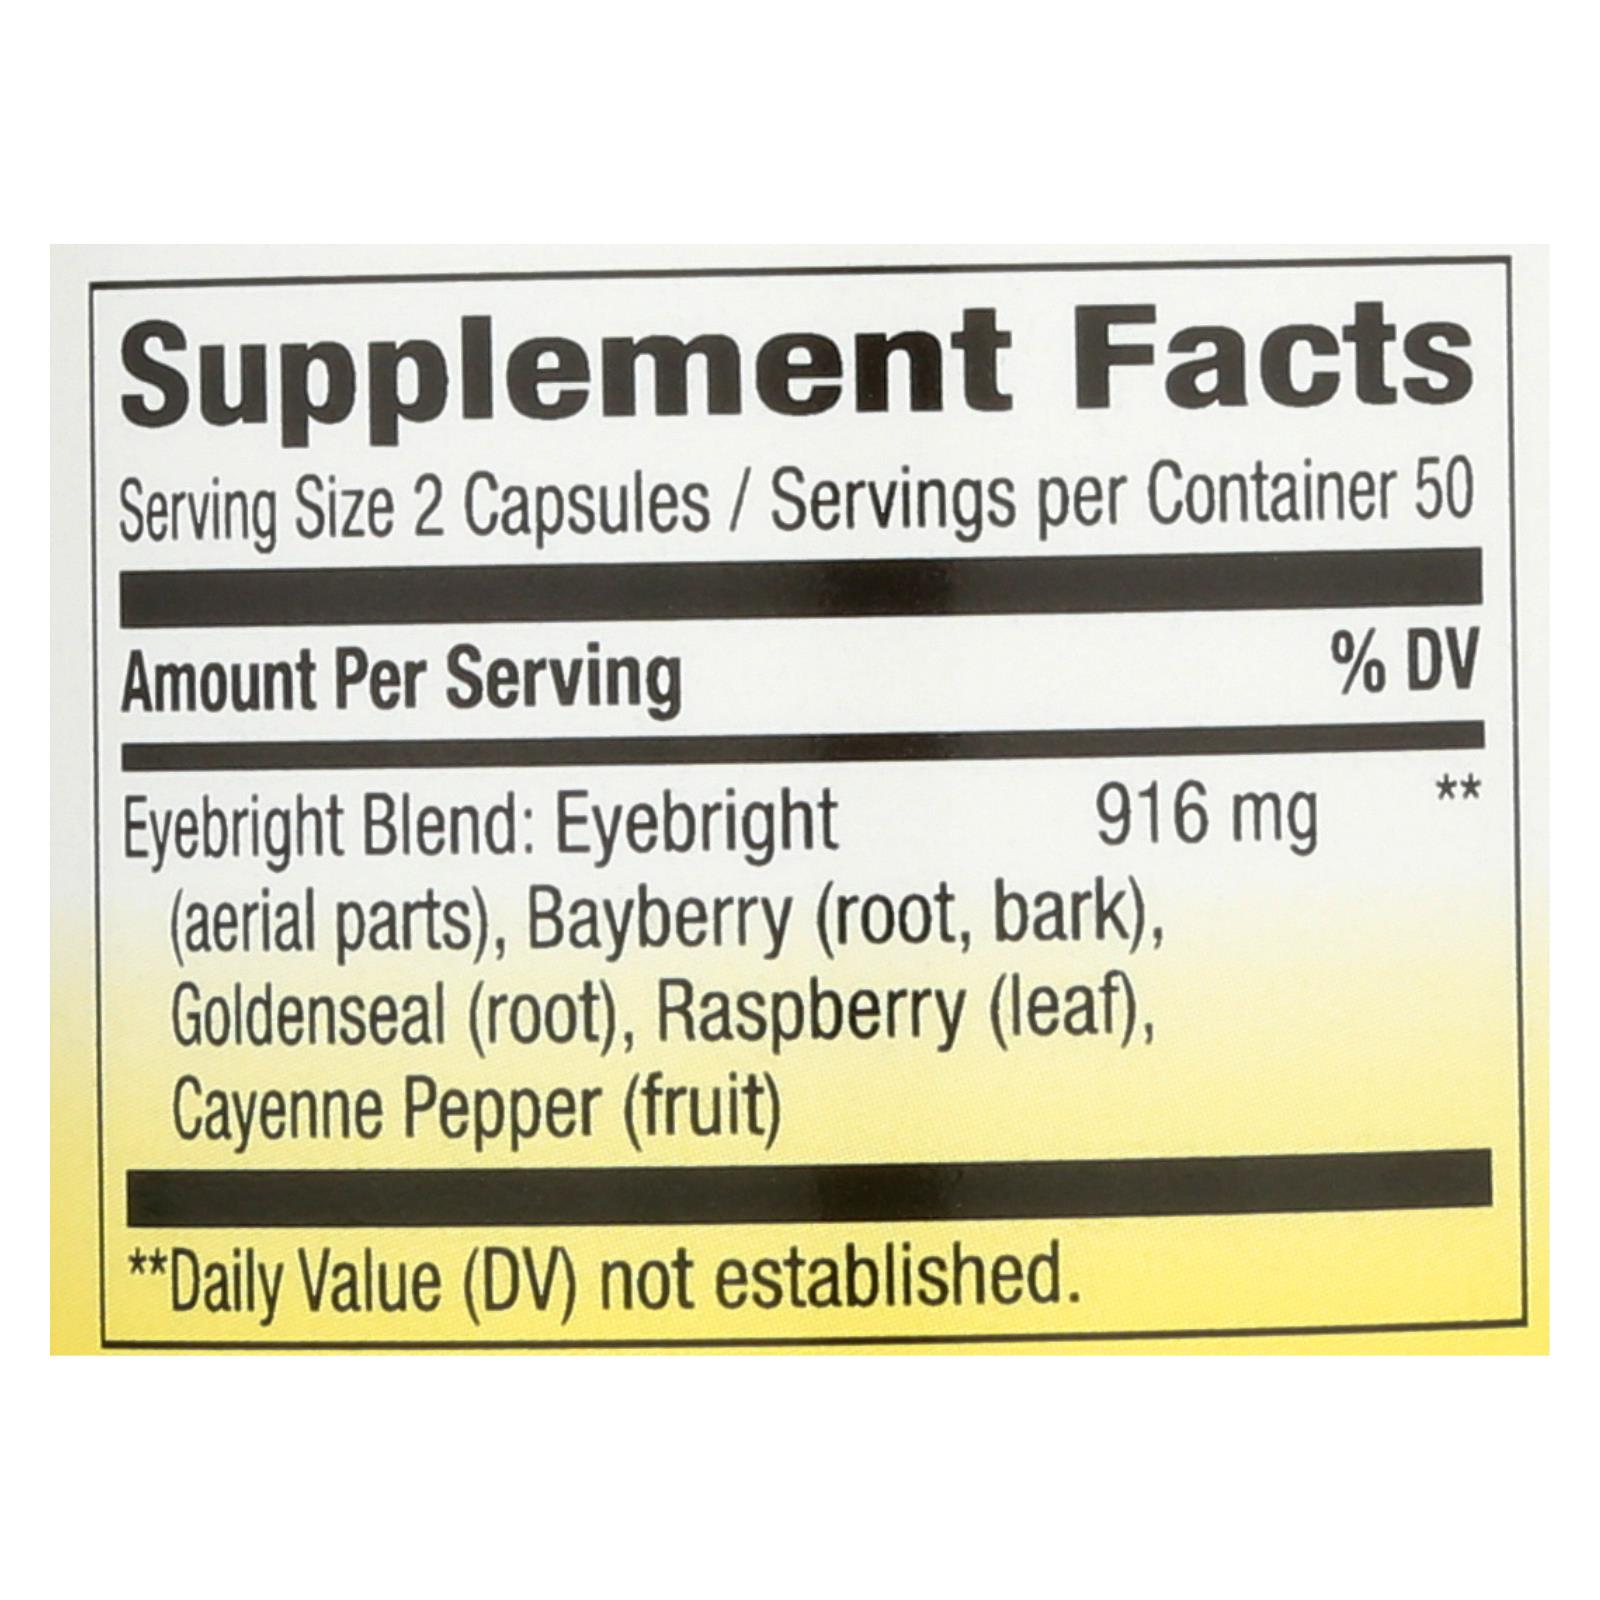 Supplement Facts
Serving Size 2 Capsules / Servings per Container 50
Amount Per Serving % DV
Eyebright Blend: Eyebright 916 mg **
(aerial parts), Bayberry (root, bark),
Goldenseal (root), Raspberry (leaf),
Cayenne Pepper (fruit)
**Daily Value (DV) not established.